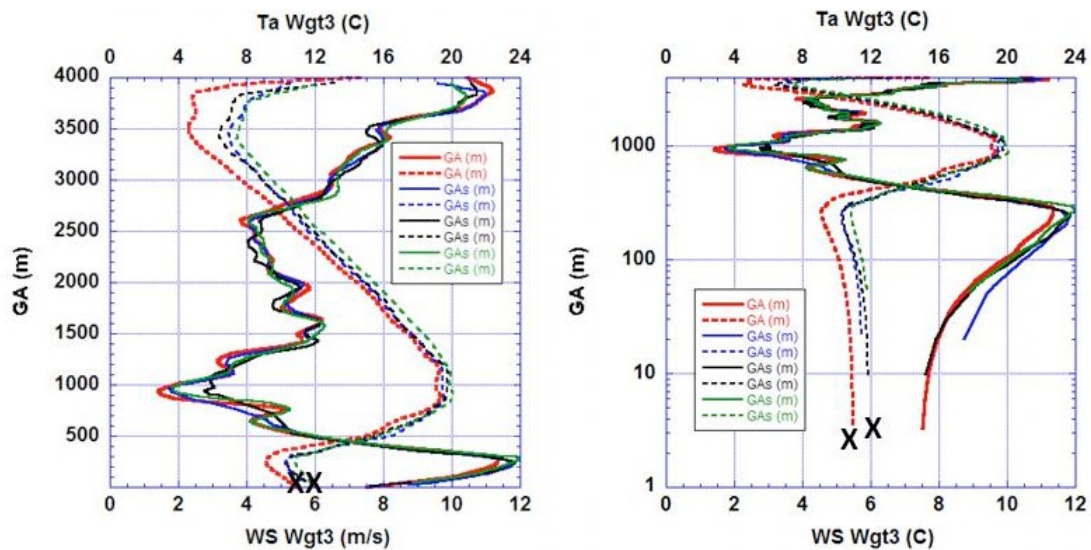 Ta Wgt3 (C)
0 4 8 12 16 20 24
4000
3500
3000
2500
2000
1500
1000
500
GA (m)
GA (m)
GA (m)
GAs (m)
GAs (m)
GAs (m)
GAs (m)
GAs (m)
GAs (m)
X X
0 2 4 6 8 10 12
WS Wgt3 (m/s)
Ta Wgt3 (C)
0 4 8 12 16 20 24
1000
100
10
1
GA (m)
GA (m)
GA (m)
GAs (m)
GAs (m)
GAs (m)
GAs (m)
GAs (m)
GAs (m)
X X
0 2 4 6 8 10 12
WS Wgt3 (C)